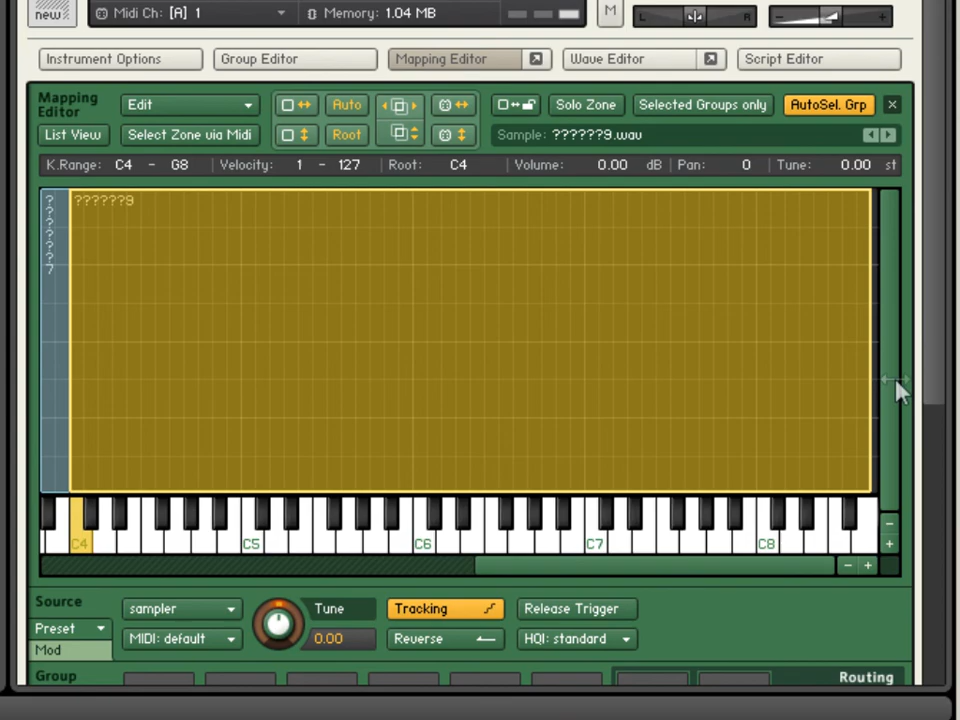 new
Midi Ch: [A] 1
Memory: 1.04 MB
M
L R
- +
Instrument Options
Group Editor
Mapping Editor
Wave Editor
Script Editor
Mapping Editor
Edit
Auto
Solo Zone
Selected Groups only
AutoSel. Grp
List View
Select Zone via Midi
Root
Sample: ??????9.wav
K.Range: C4 - G8 Velocity: 1 - 127 Root: C4 Volume: 0.00 dB Pan: 0 Tune: 0.00 st
??????7
??????9
C4 C5 C6 C7 C8
- +
- +
Source
sampler
Tune
Tracking
Release Trigger
Preset
MIDI: default
0.00
Reverse
HQI: standard
Mod
Group
Routing